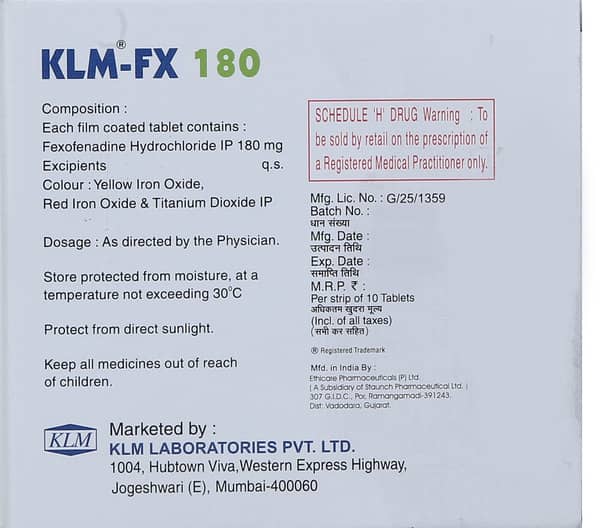 KLM®-FX 180
Composition :
Each film coated tablet contains :
Fexofenadine Hydrochloride IP 180 mg
Excipients q.s.
Colour : Yellow Iron Oxide,
Red Iron Oxide & Titanium Dioxide IP
Dosage : As directed by the Physician.
Store protected from moisture, at a
temperature not exceeding 30°C
Protect from direct sunlight.
Keep all medicines out of reach
of children.
SCHEDULE 'H' DRUG Warning : To
be sold by retail on the prescription of
a Registered Medical Practitioner only.
Mfg. Lic. No. : G/25/1359
Batch No. :
धान संख्या
Mfg. Date :
उत्पादन तिथि
Exp. Date :
समाप्ति तिथि
M.R.P. ₹ :
Per strip of 10 Tablets
अधिकतम खुदरा मूल्य
(Incl. of all taxes)
(सभी कर सहित)
® Registered Trademark
Mfd. in India By :
Ethicare Pharmaceuticals (P) Ltd.
( A Subsidiary of Staunch Pharmaceutical Ltd. )
307 G.I.D.C., Por, Ramangamadi-391243.
Dist: Vadodara, Gujarat.
KLM
Marketed by :
KLM LABORATORIES PVT. LTD.
1004, Hubtown Viva,Western Express Highway,
Jogeshwari (E), Mumbai-400060